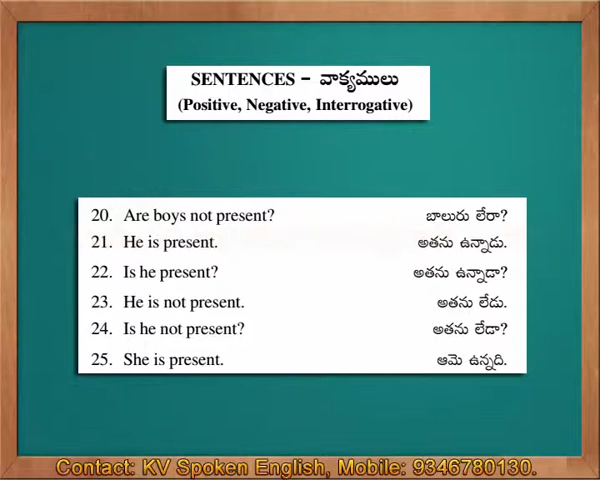 SENTENCES – వాక్యములు
(Positive, Negative, Interrogative)
20. Are boys not present? బాలురు లేరా?
21. He is present. అతను ఉన్నాడు.
22. Is he present? అతను ఉన్నాడా?
23. He is not present. అతను లేడు.
24. Is he not present? అతను లేడా?
25. She is present. ఆమె ఉన్నది.
Contact: KV Spoken English, Mobile: 9346780130.